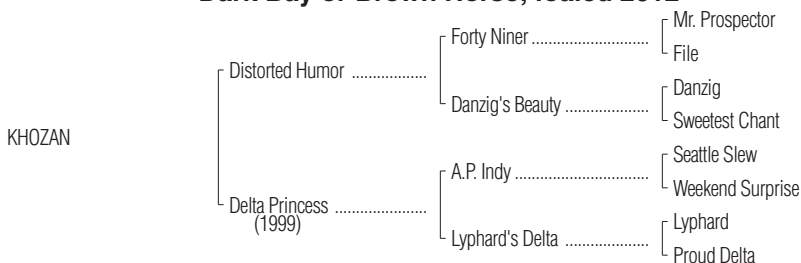 Dark Bay or Brown Horse; foaled 2012
Mr. Prospector
Forty Niner ......................
File
Distorted Humor ..................
Danzig
Danzig's Beauty ....................
Sweetest Chant
KHOZAN
Seattle Slew
A.P. Indy ..........................
Weekend Surprise
Delta Princess ......................
(1999)
Lyphard
Lyphard's Delta ....................
Proud Delta